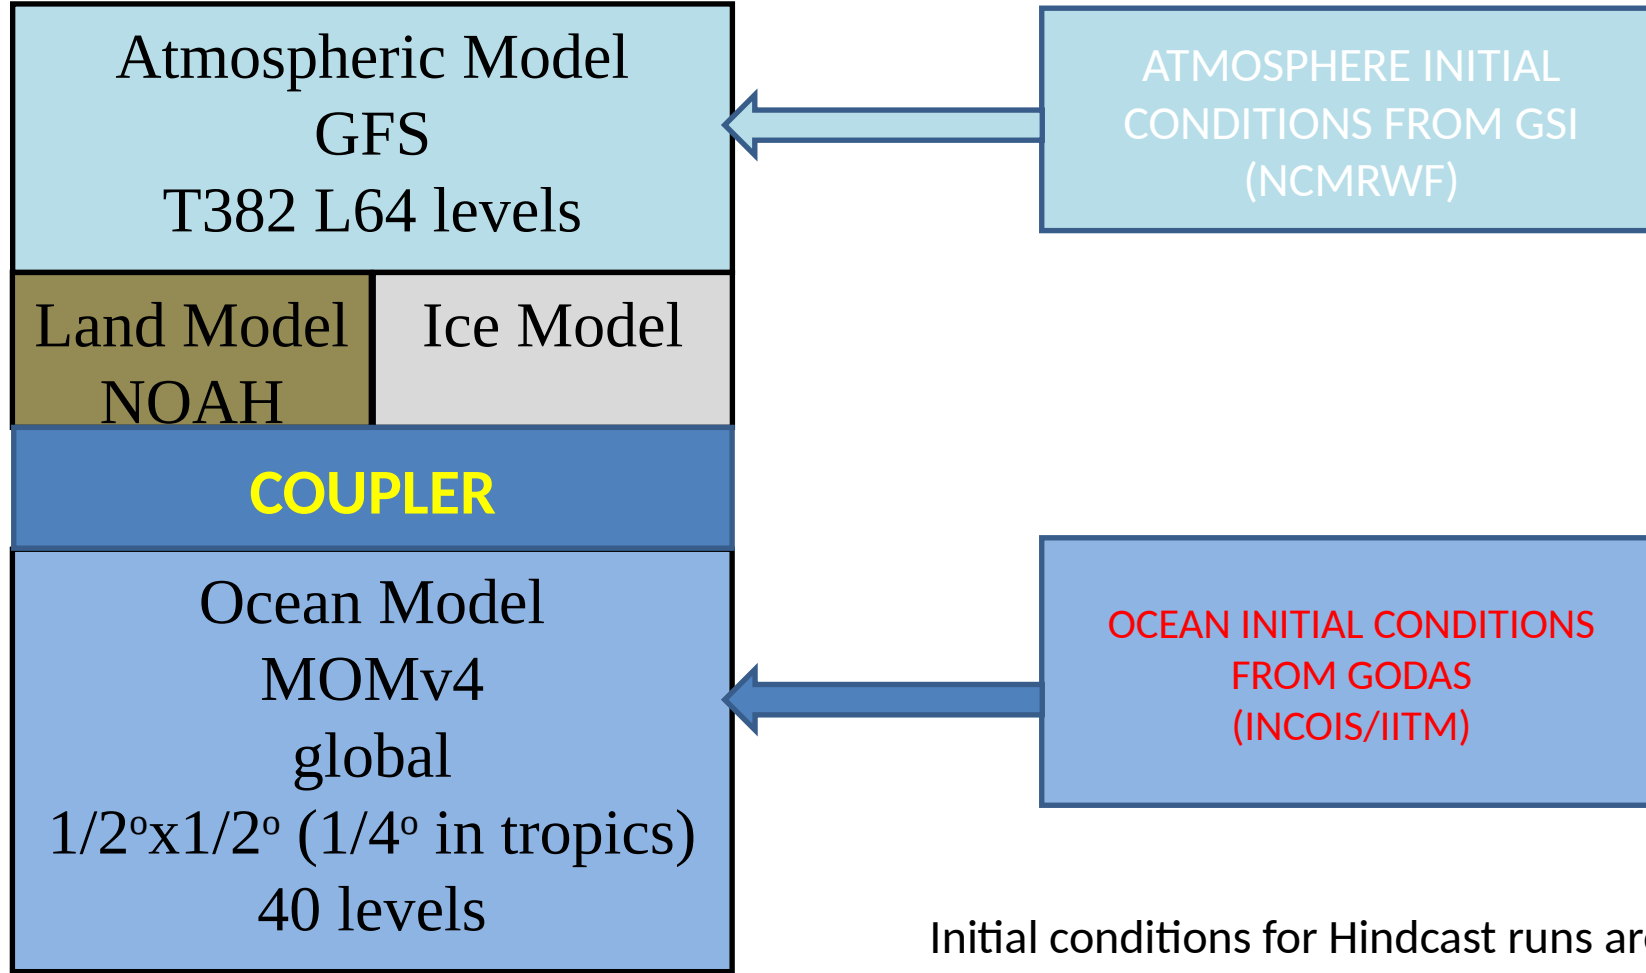 Atmospheric Model
GFS
T382 L64 levels
ATMOSPHERE INITIAL
CONDITIONS FROM GSI
(NCMRWF)
Land Model
NOAH
Ice Model
COUPLER
Ocean Model
MOMv4
global
1/2ºx1/2º (1/4º in tropics)
40 levels
OCEAN INITIAL CONDITIONS
FROM GODAS
(INCOIS/IITM)
Initial conditions for Hindcast runs